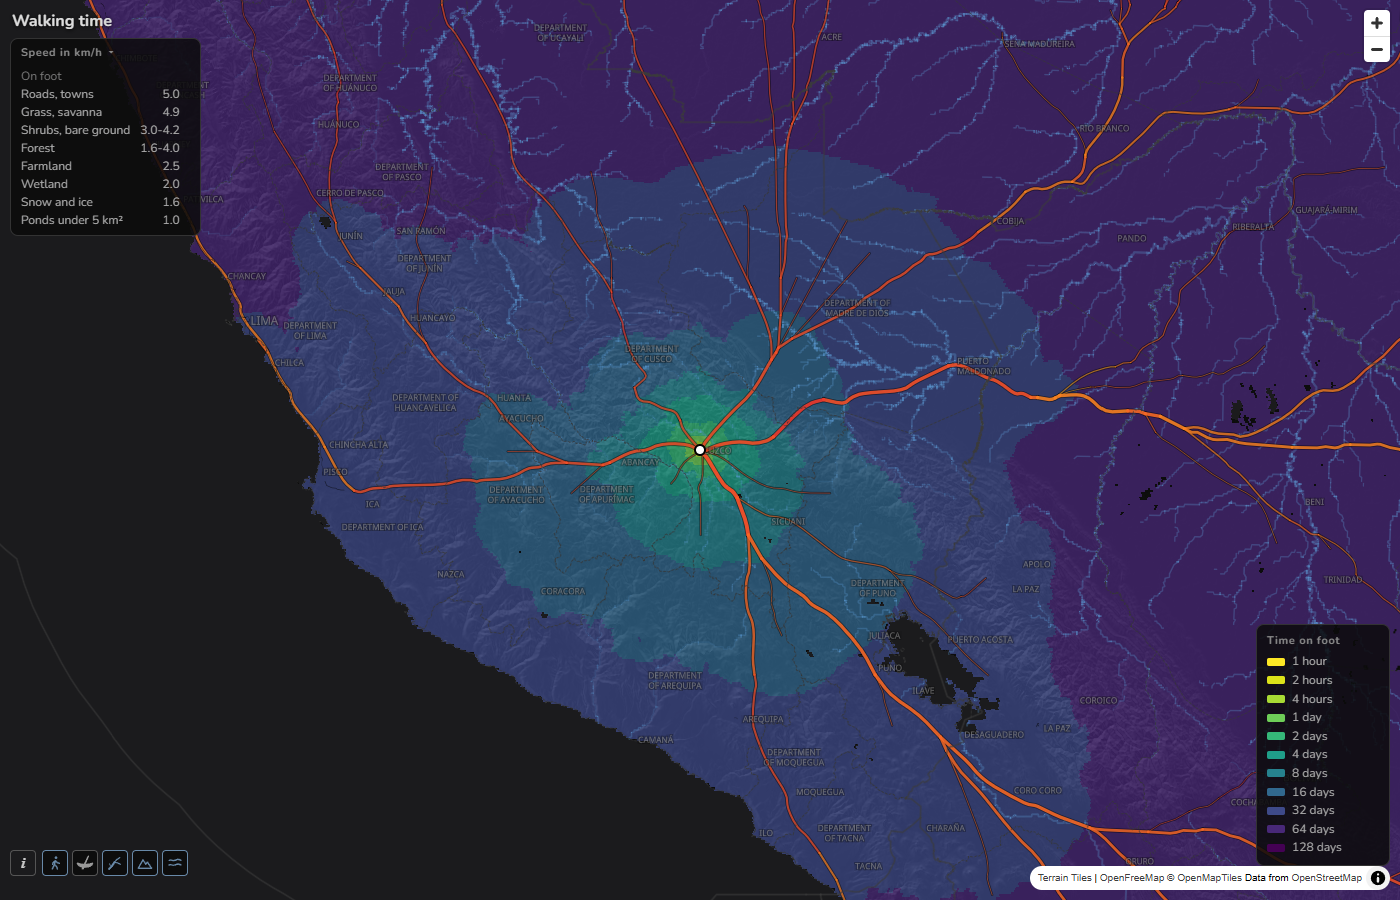 Walking time
Speed in km/h
On foot
Roads, towns 5.0
Grass, savanna 4.9
Shrubs, bare ground 3.0-4.2
Forest 1.6-4.0
Farmland 2.5
Wetland 2.0
Snow and ice 1.6
Ponds under 5 km² 1.0
DEPARTMENT
OF UCAYALI
ACRE
SENA MADUREIRA
DEPARTMENT
OF HUÁNUCO
HUÁNUCO
RIO BRANCO
DEPARTMENT
OF PASCO
CERRO DE PASCO
GUAJARÁ-MIRIM
COBIJA
RIBERALTA
PANDO
JUNÍN
SAN RAMÓN
DEPARTMENT
OF JUNÍN
CHANCAY
JAUJA
LIMA
DEPARTMENT
OF LIMA
HUANCAYO
DEPARTMENT OF
MADRE DE DIOS
CHILCA
DEPARTMENT
OF CUSCO
PUERTO
MALDONADO
DEPARTMENT OF
HUANCAVELICA
HUANTA
AYACUCHO
CHINCHA ALTA
PISCO
ABANCAY
ICA
DEPARTMENT
OF AYACUCHO
DEPARTMENT
OF APURÍMAC
BENI
DEPARTMENT OF ICA
SICUANI
NAZCA
APOLO
CORACORA
DEPARTMENT
OF PUNO
LA PAZ
TRINIDAD
JULIACA
PUERTO ACOSTA
PUNO
DEPARTMENT
OF AREQUIPA
ILAVE
COROICO
AREQUIPA
LA PAZ
CAMANÁ
DESAGUADERO
DEPARTMENT
OF MOQUEGUA
MOQUEGUA
CORO CORO
ILO
DEPARTMENT
OF TACNA
CHARAÑA
TACNA
ORURO
Time on foot
1 hour
2 hours
4 hours
1 day
2 days
4 days
8 days
16 days
32 days
64 days
128 days
Terrain Tiles | OpenFreeMap © OpenMapTiles Data from OpenStreetMap